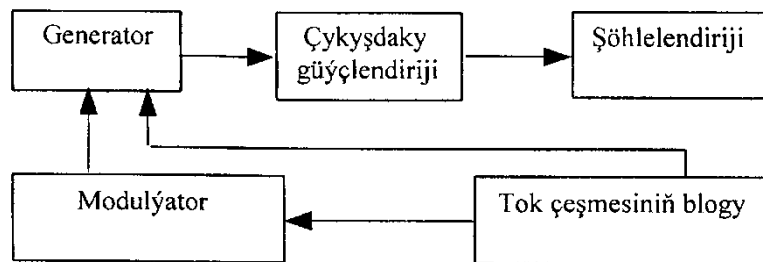 Generator
Çykyşdaky
güýçlendiriji
Şöhlelendiriji
Modulýator
Tok çeşmesiniň blogy